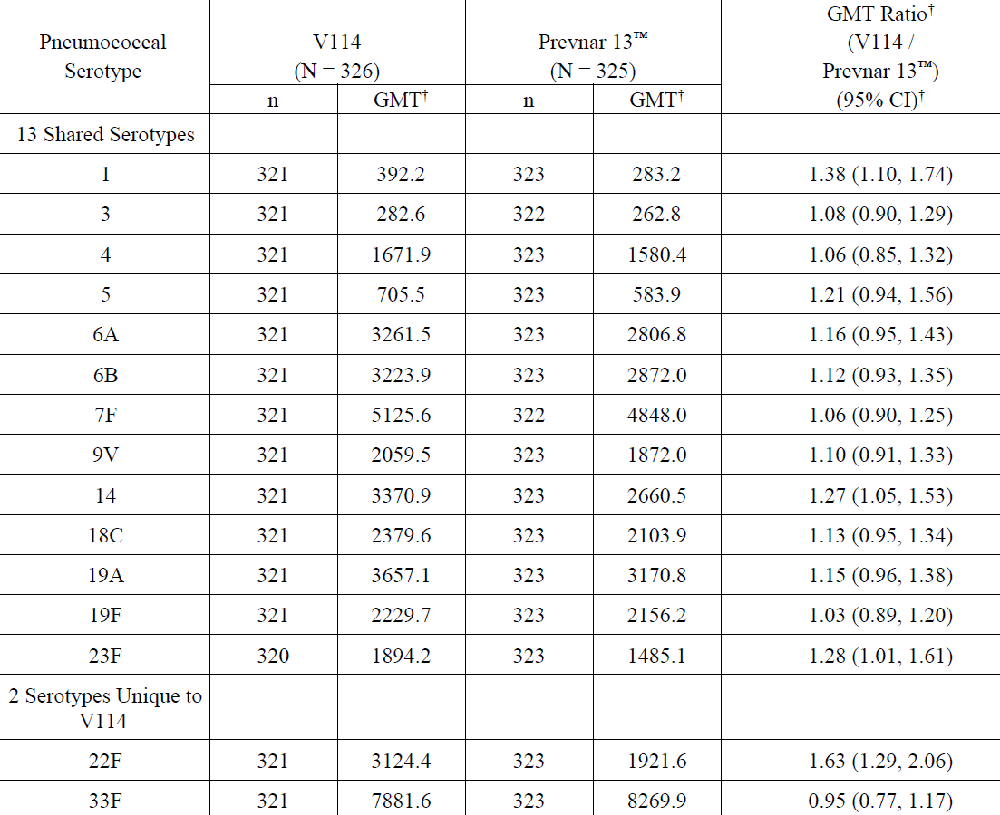 Pneumococcal Serotype | V114 (N = 326) | Prevnar 13™ (N = 325) | GMT Ratio† (V114 / Prevnar 13™) (95% CI)†
n | GMT† | n | GMT†
13 Shared Serotypes
1 | 321 | 392.2 | 323 | 283.2 | 1.38 (1.10, 1.74)
3 | 321 | 282.6 | 322 | 262.8 | 1.08 (0.90, 1.29)
4 | 321 | 1671.9 | 323 | 1580.4 | 1.06 (0.85, 1.32)
5 | 321 | 705.5 | 323 | 583.9 | 1.21 (0.94, 1.56)
6A | 321 | 3261.5 | 323 | 2806.8 | 1.16 (0.95, 1.43)
6B | 321 | 3223.9 | 323 | 2872.0 | 1.12 (0.93, 1.35)
7F | 321 | 5125.6 | 322 | 4848.0 | 1.06 (0.90, 1.25)
9V | 321 | 2059.5 | 323 | 1872.0 | 1.10 (0.91, 1.33)
14 | 321 | 3370.9 | 323 | 2660.5 | 1.27 (1.05, 1.53)
18C | 321 | 2379.6 | 323 | 2103.9 | 1.13 (0.95, 1.34)
19A | 321 | 3657.1 | 323 | 3170.8 | 1.15 (0.96, 1.38)
19F | 321 | 2229.7 | 323 | 2156.2 | 1.03 (0.89, 1.20)
23F | 320 | 1894.2 | 323 | 1485.1 | 1.28 (1.01, 1.61)
2 Serotypes Unique to V114
22F | 321 | 3124.4 | 323 | 1921.6 | 1.63 (1.29, 2.06)
33F | 321 | 7881.6 | 323 | 8269.9 | 0.95 (0.77, 1.17)